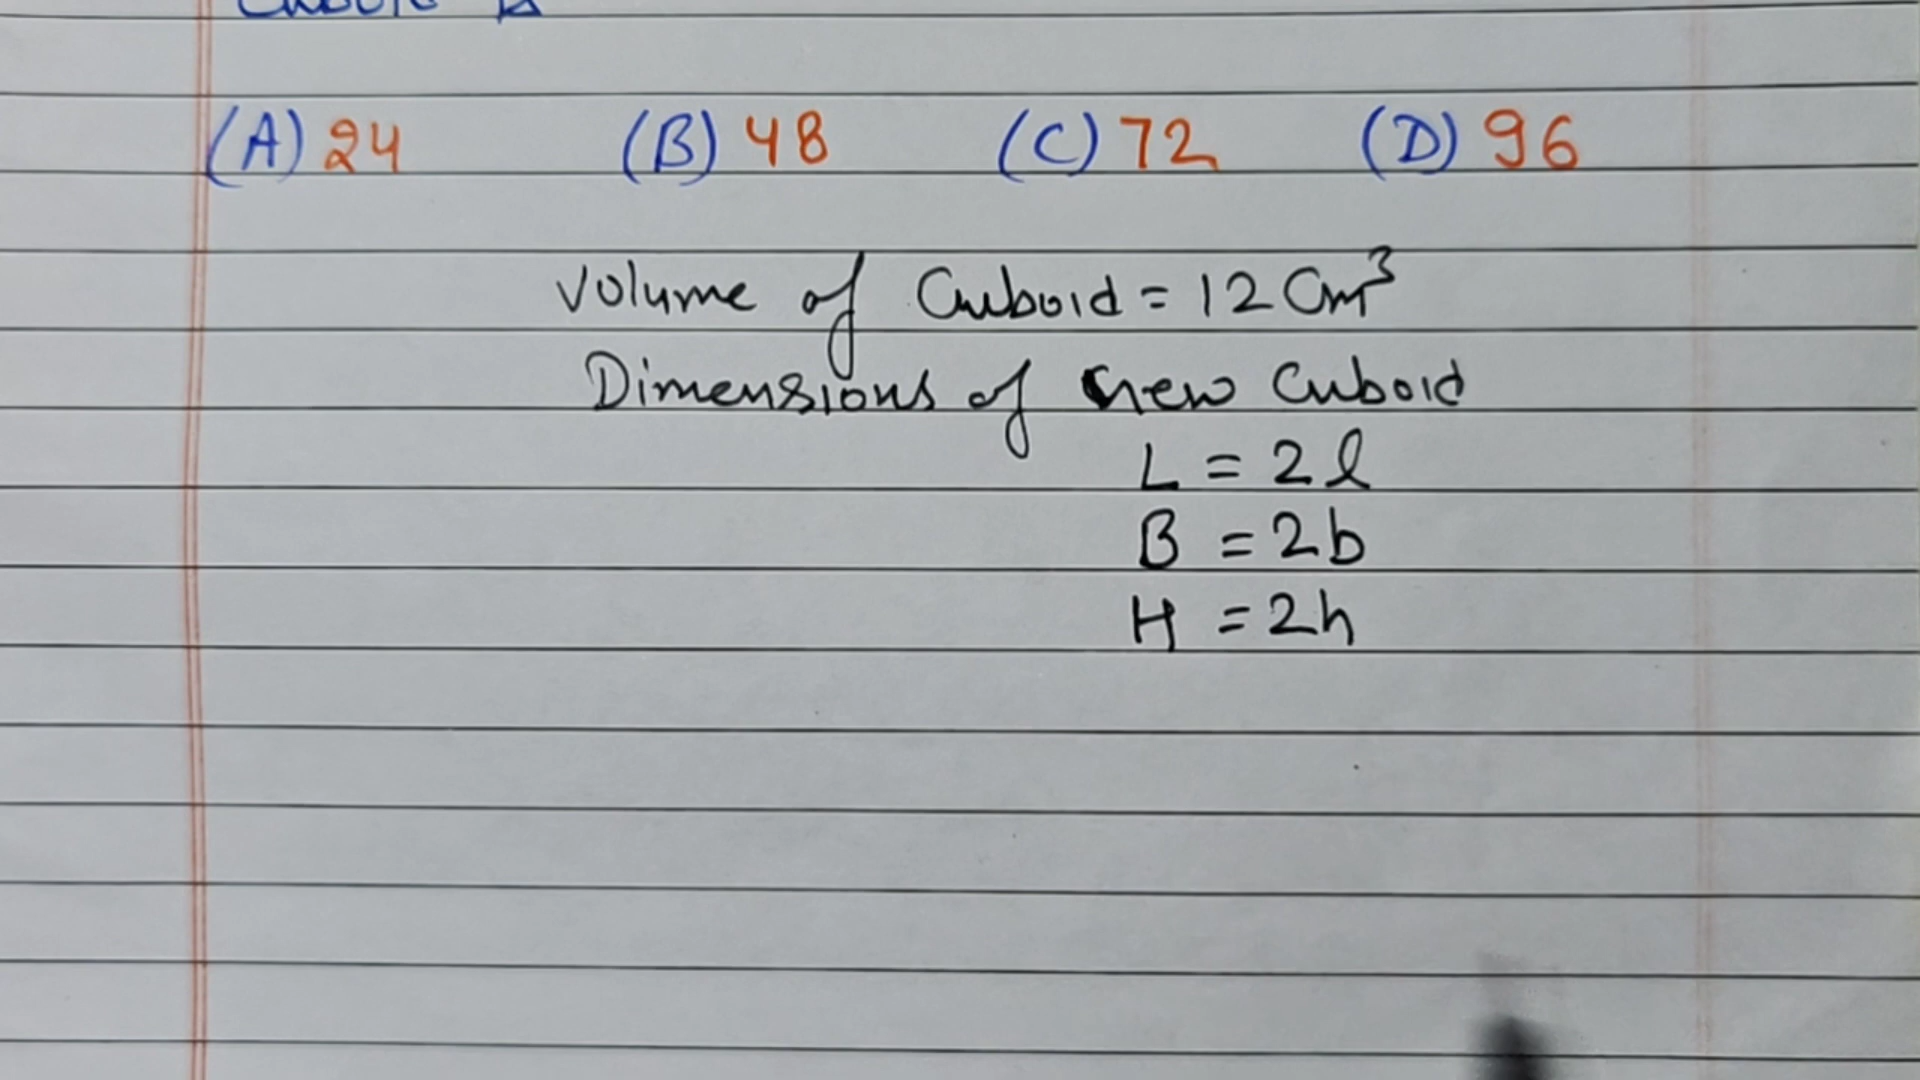 (A) 24 (B) 48 (C) 72 (D) 96
Volume of Cuboid = 12 Cm³
Dimensions of new Cuboid
L = 2l
B = 2b
H = 2h